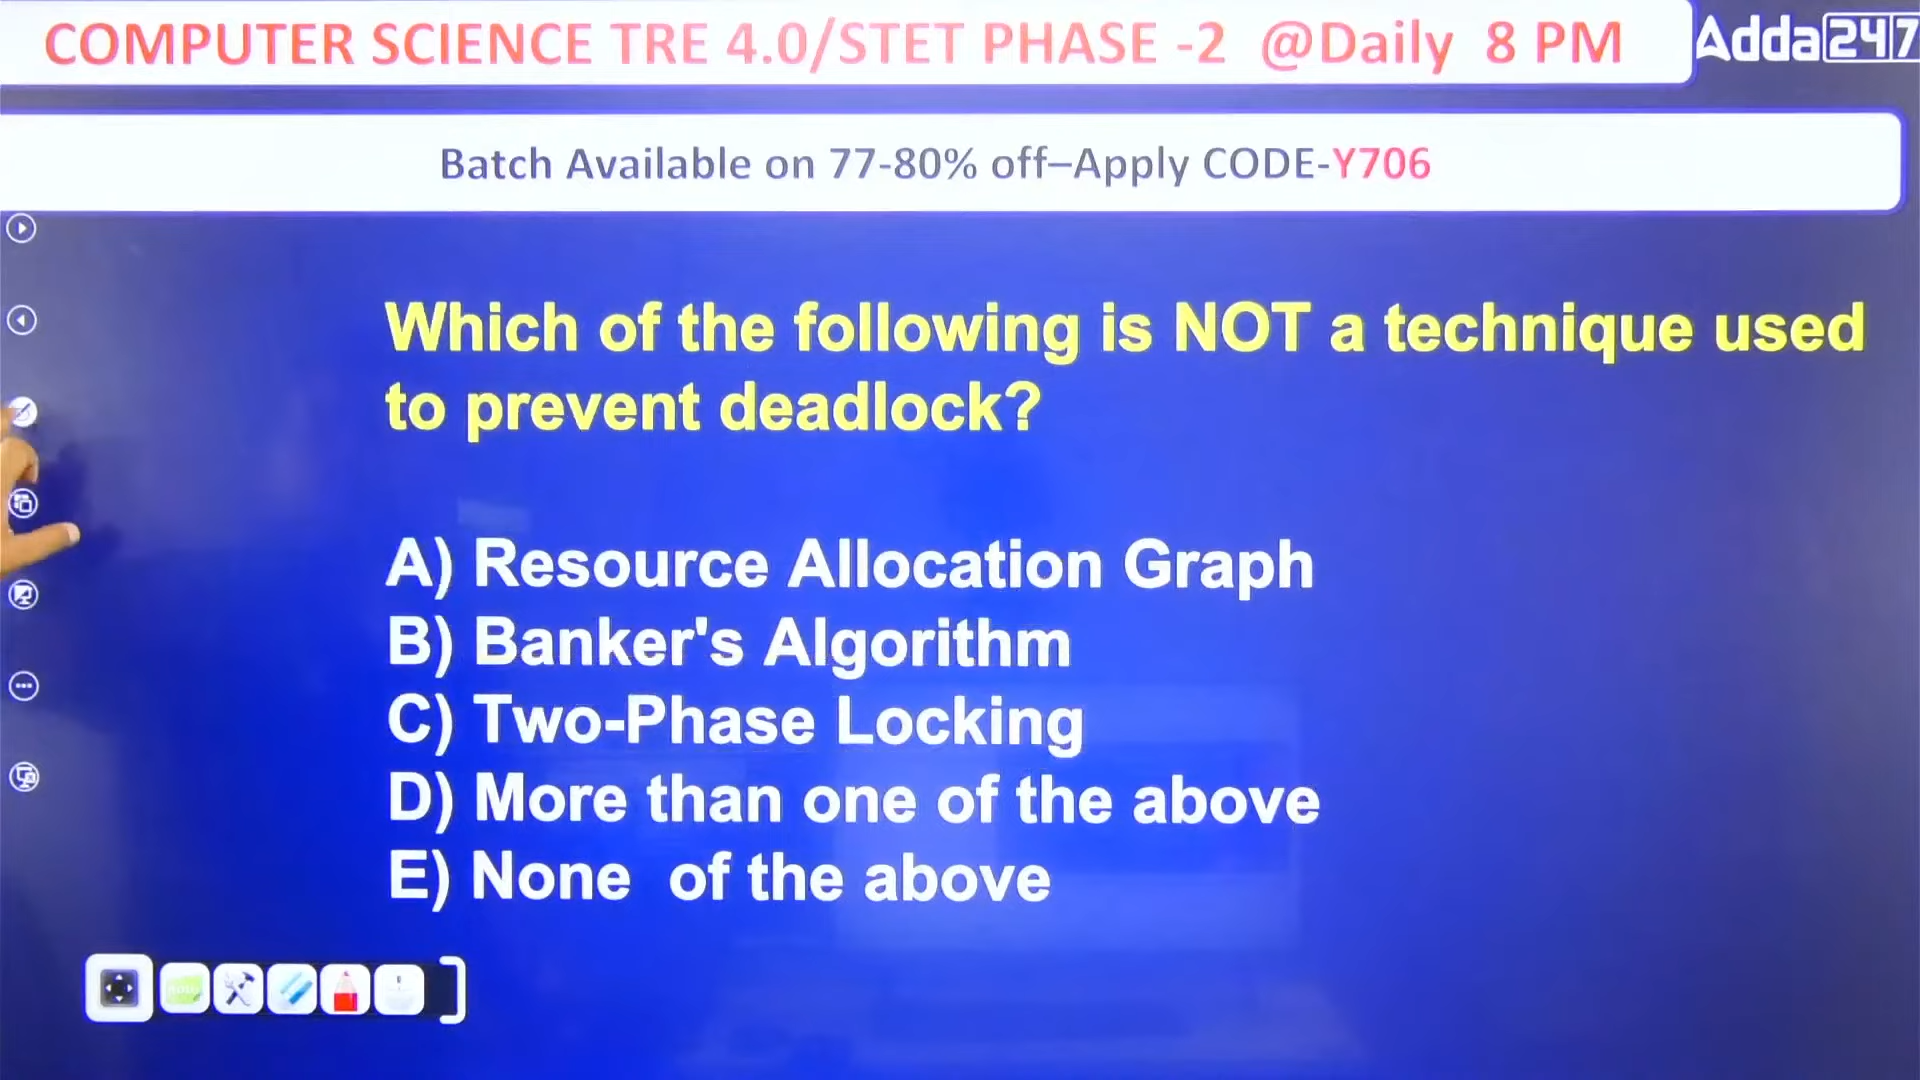 COMPUTER SCIENCE TRE 4.0/STET PHASE -2 @Daily 8 PM
Adda247
Batch Available on 77-80% off–Apply CODE-Y706
Which of the following is NOT a technique used
to prevent deadlock?
A) Resource Allocation Graph
B) Banker's Algorithm
C) Two-Phase Locking
D) More than one of the above
E) None of the above